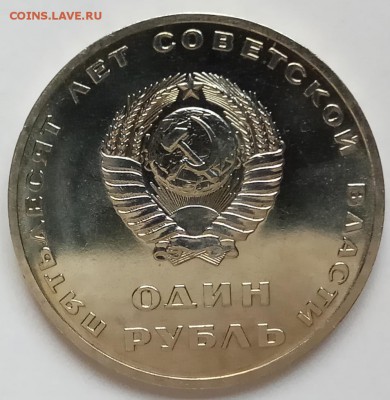 COINS.LAVE.RU
ПЯТЬДЕСЯТ ЛЕТ СОВЕТСКОЙ ВЛАСТИ
ОДИН
РУБЛЬ